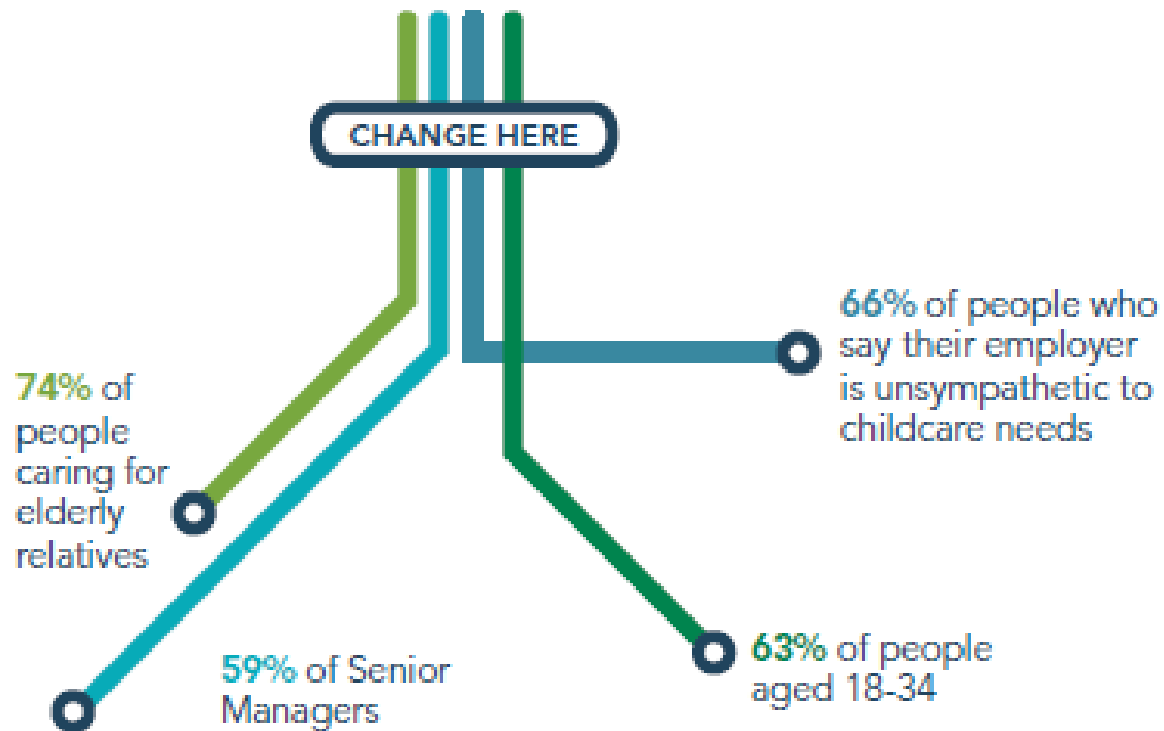 CHANGE HERE
66% of people who
say their employer
is unsympathetic to
childcare needs
74% of
people
caring for
elderly
relatives
63% of people
aged 18-34
59% of Senior
Managers